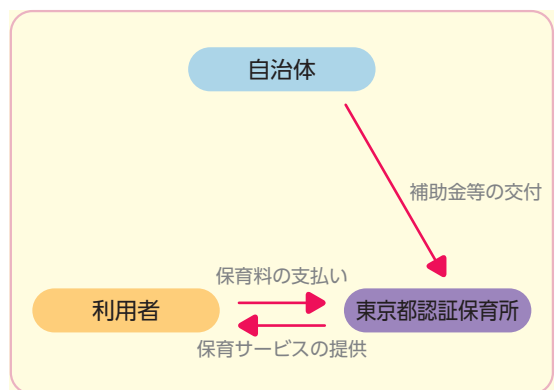 自治体
補助金等の交付
保育料の支払い
利用者
東京都認証保育所
保育サービスの提供